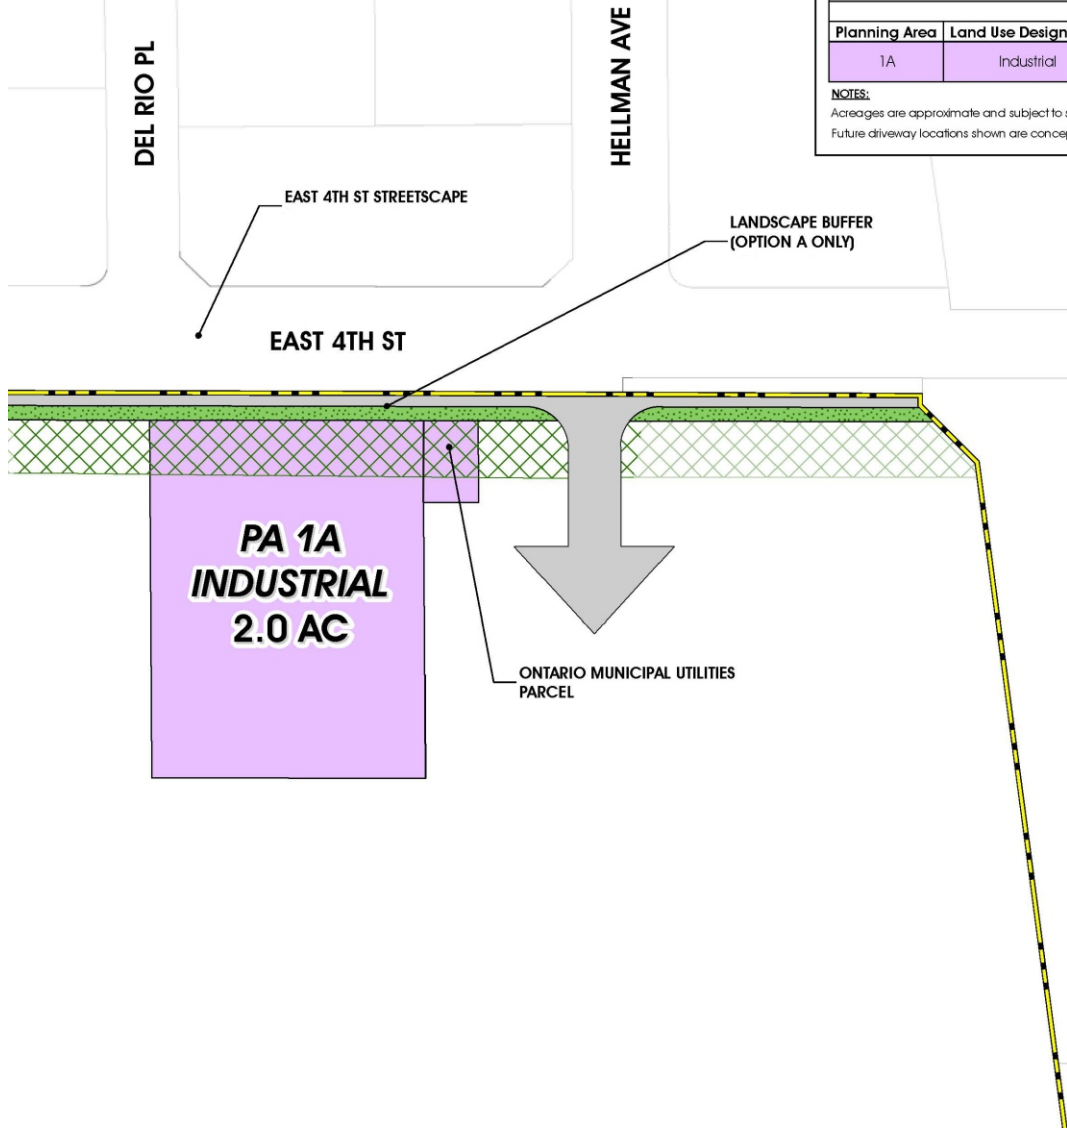 DEL RIO PL
HELLMAN AVE
Planning Area Land Use Design
1A Industrial
NOTES:
Acreages are approximate and subject to
Future driveway locations shown are
EAST 4TH ST STREETSCAPE
LANDSCAPE BUFFER
(OPTION A ONLY)
EAST 4TH ST
PA 1A
INDUSTRIAL
2.0 AC
ONTARIO MUNICIPAL UTILITIES
PARCEL